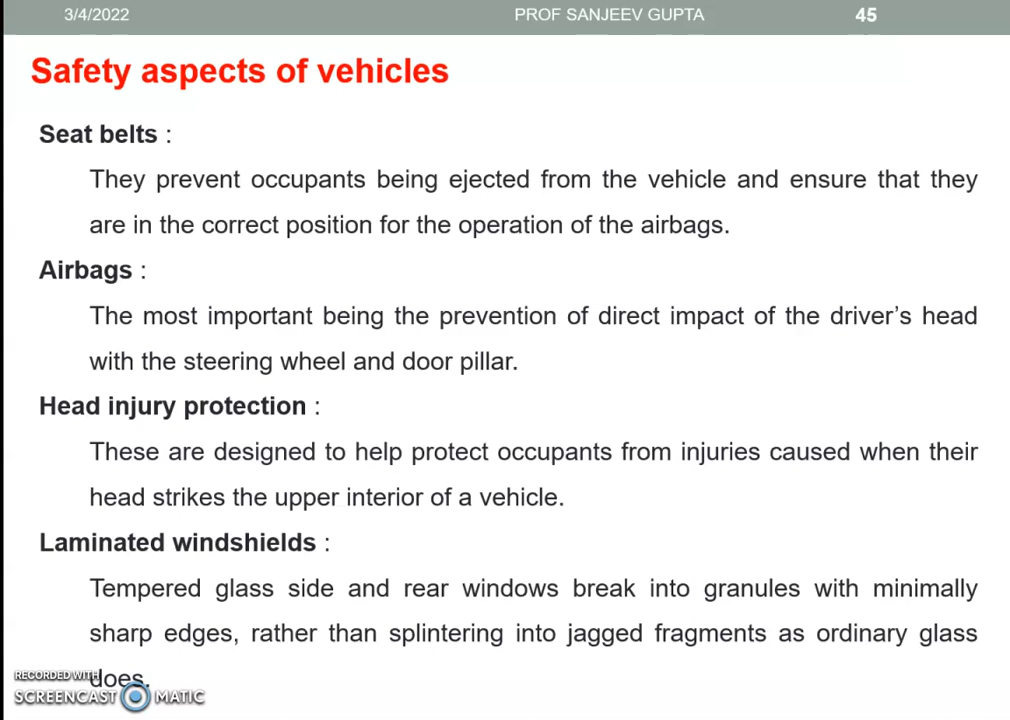 3/4/2022 PROF SANJEEV GUPTA 45
Safety aspects of vehicles
Seat belts :
They prevent occupants being ejected from the vehicle and ensure that they
are in the correct position for the operation of the airbags.
Airbags :
The most important being the prevention of direct impact of the driver’s head
with the steering wheel and door pillar.
Head injury protection :
These are designed to help protect occupants from injuries caused when their
head strikes the upper interior of a vehicle.
Laminated windshields :
Tempered glass side and rear windows break into granules with minimally
sharp edges, rather than splintering into jagged fragments as ordinary glass
does.
RECORDED WITH
SCREENCAST MATIC